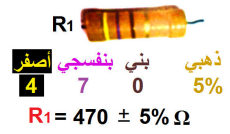 R1
أصفر بنفسجي بني ذهبي
4 7 0 5%
R1 = 470 ± 5% Ω